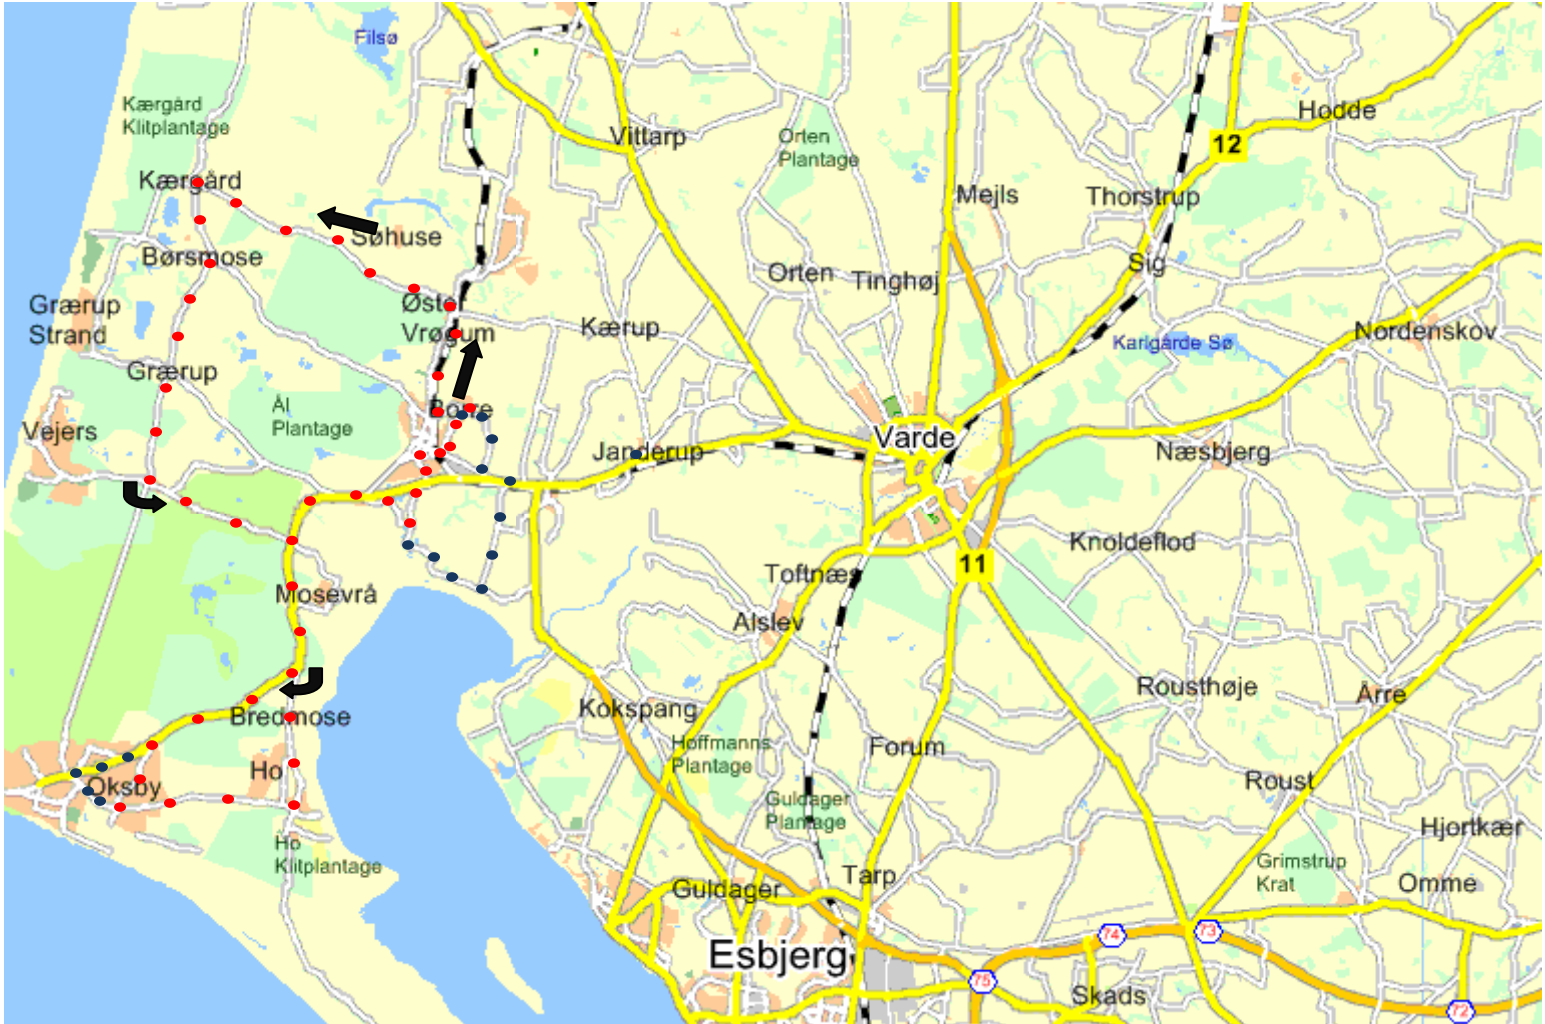 Filsø
Kærgård
Klitplantage
Vittarp
Orten
Plantage
Hodde
12
Kærgård
Mejls
Thorstrup
Søhuse
Børsmose
Orten
Tinghøj
Sig
Grærup
Strand
Øster
Vrøgum
Kærup
Karlgårde Sø
Nordenskov
Grærup
Ål
Plantage
Vejers
Janderup
Varde
Næsbjerg
Knoldeflod
11
Toftnæs
Mosevrå
Alslev
Rousthøje
Årre
Kokspang
Bredmose
Forum
Hoffmanns
Plantage
Ho
Oksby
Roust
Guldager
Plantage
Hjortkær
Ho
Klitplantage
Grimstrup
Krat
Guldager
Tarp
Omme
74
73
Esbjerg
75
Skads
72